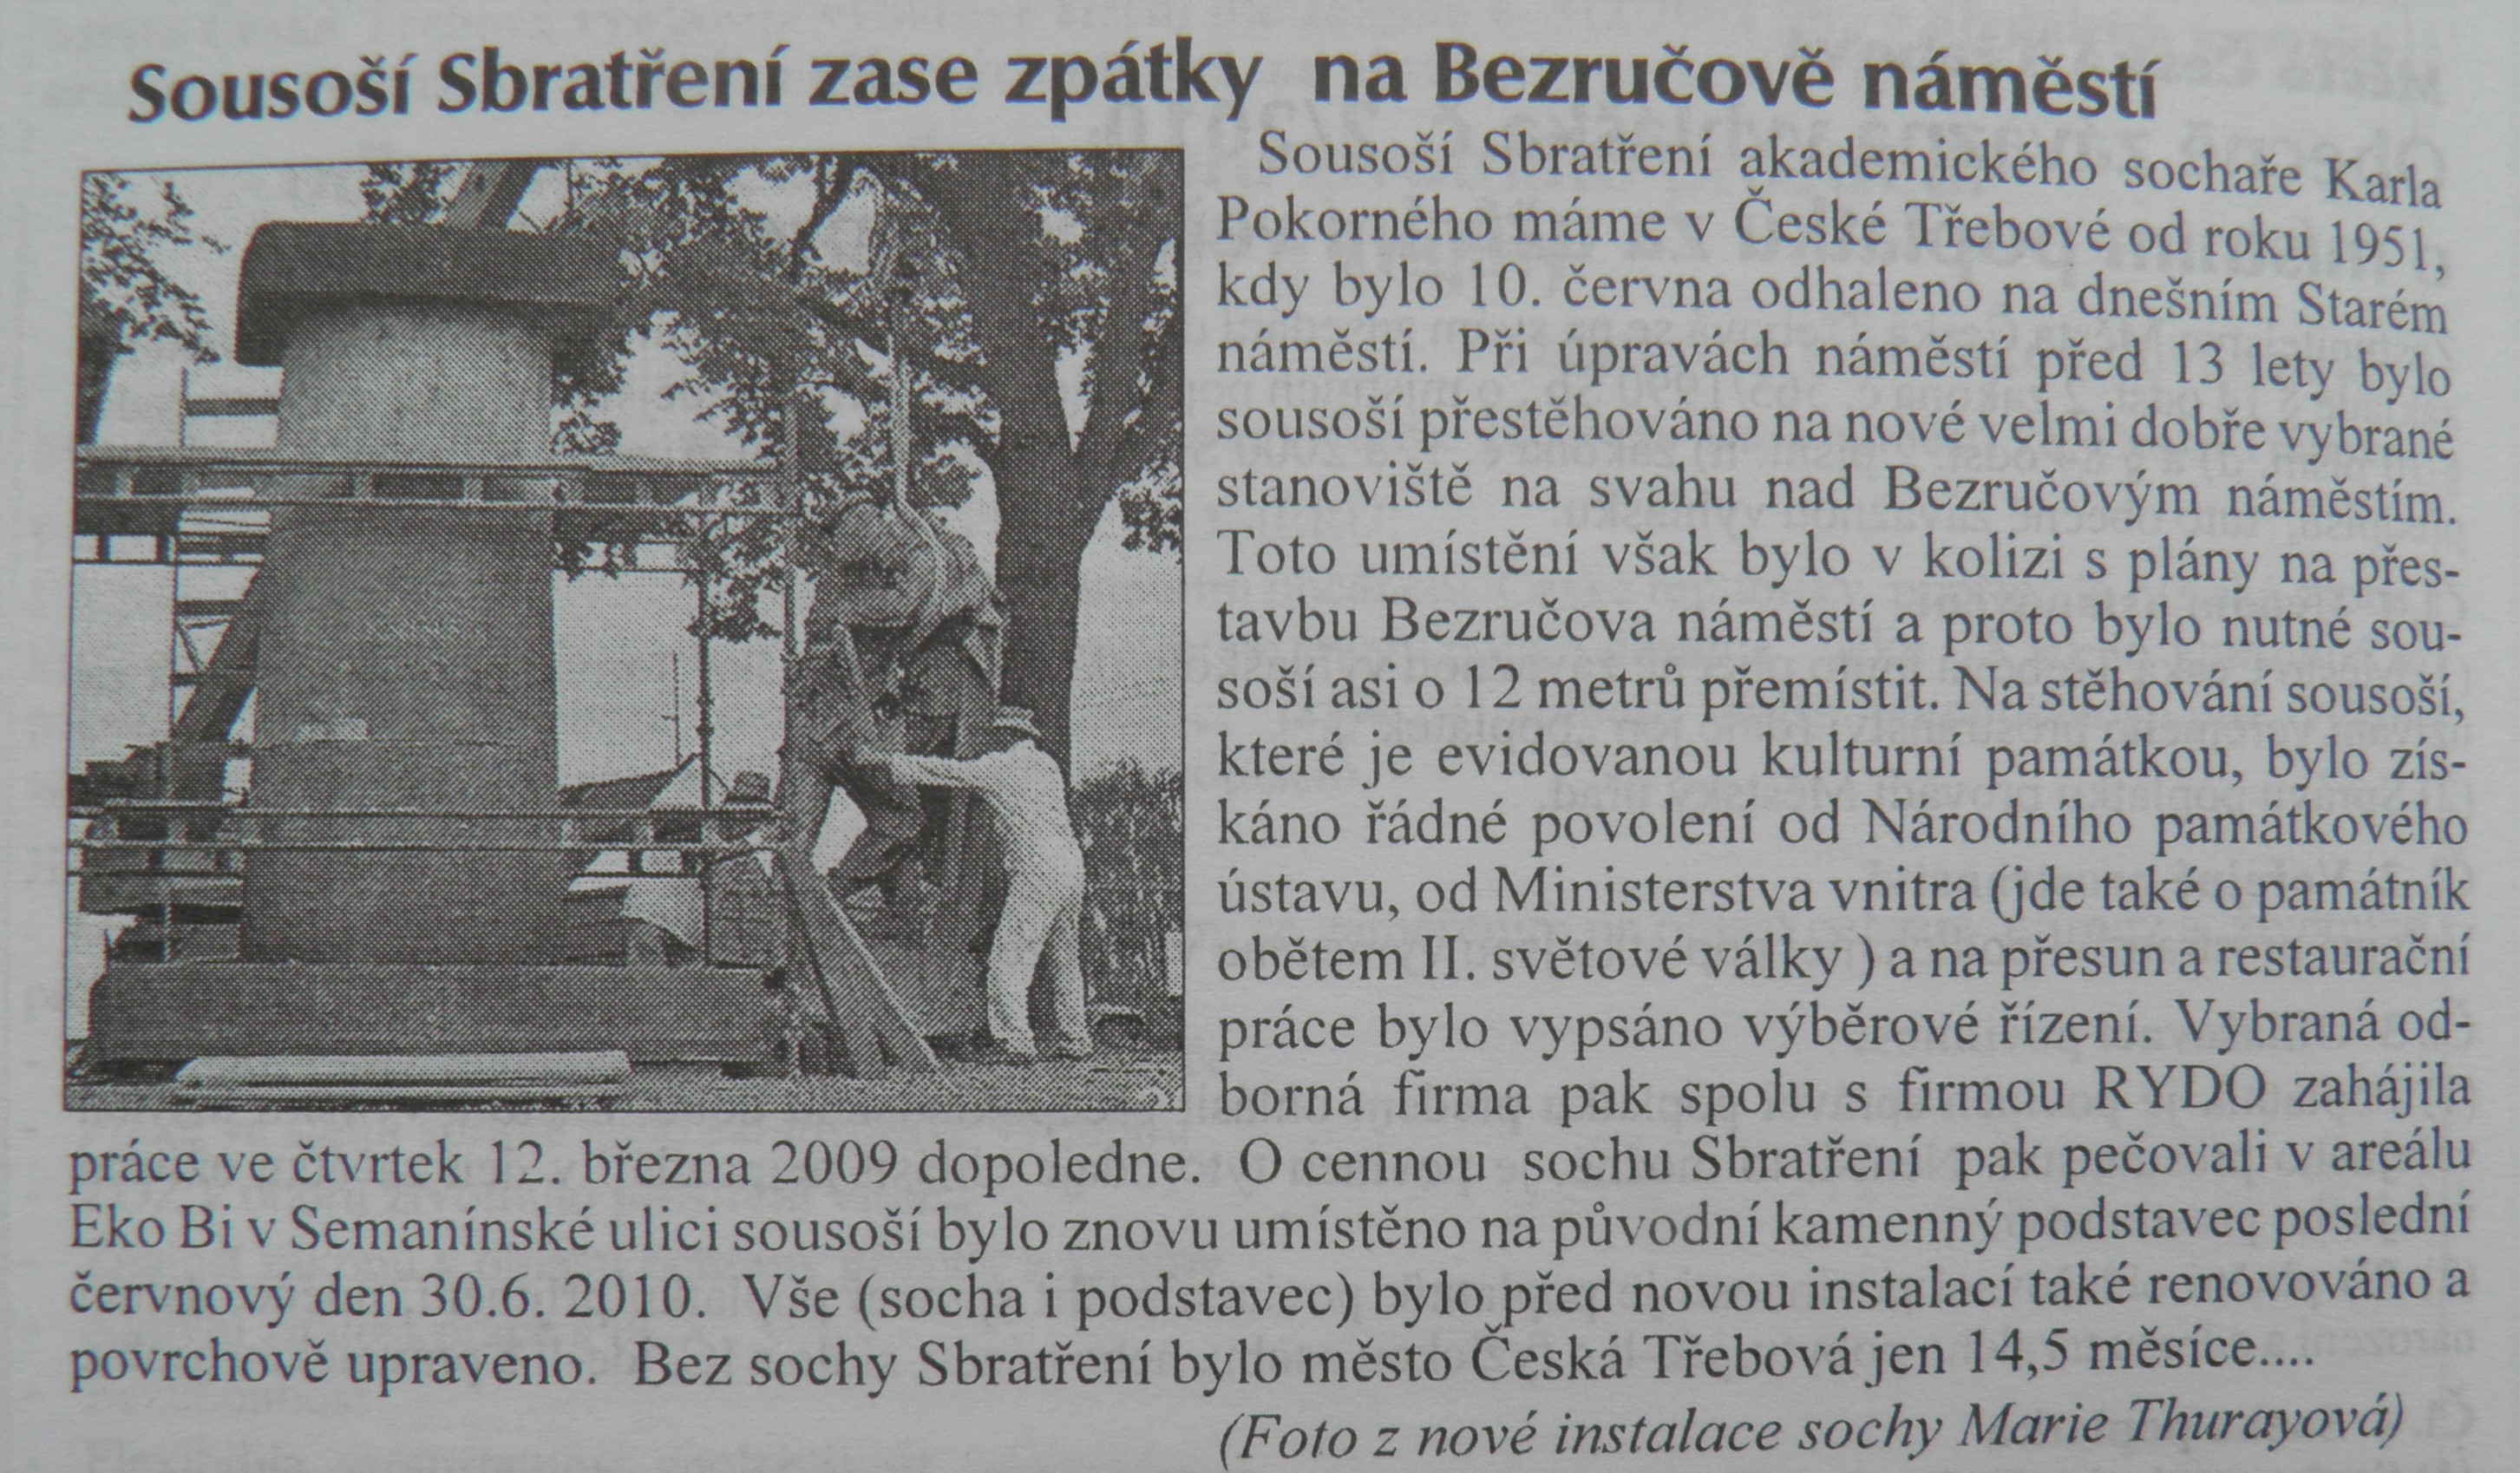 Sousoší Sbratření zase zpátky na Bezručově náměstí
Sousoší Sbratření akademického sochaře Karla
Pokorného máme v České Třebové od roku 1951,
kdy bylo 10. června odhaleno na dnešním Starém
náměstí. Při úpravách náměstí před 13 lety bylo
sousoší přestěhováno na nové velmi dobře vybrané
stanoviště na svahu nad Bezručovým náměstím.
Toto umístění však bylo v kolizi s plány na přes-
tavbu Bezručova náměstí a proto bylo nutné sou-
soší asi o 12 metrů přemístit. Na stěhování sousoší,
které je evidovanou kulturní památkou, bylo zís-
káno řádné povolení od Národního památkového
ústavu, od Ministerstva vnitra (jde také o památník
obětem II. světové války ) a na přesun a restaurační
práce bylo vypsáno výběrové řízení. Vybraná od-
borná firma pak spolu s firmou RYDO zahájila
práce ve čtvrtek 12. března 2009 dopoledne. O cennou sochu Sbratření pak pečovali v areálu
Eko Bi v Semanínské ulici sousoší bylo znovu umístěno na původní kamenný podstavec poslední
červnový den 30.6. 2010. Vše (socha i podstavec) bylo před novou instalací také renovováno a
povrchově upraveno. Bez sochy Sbratření bylo město Česká Třebová jen 14,5 měsíce....
(Foto z nové instalace sochy Marie Thurayová)